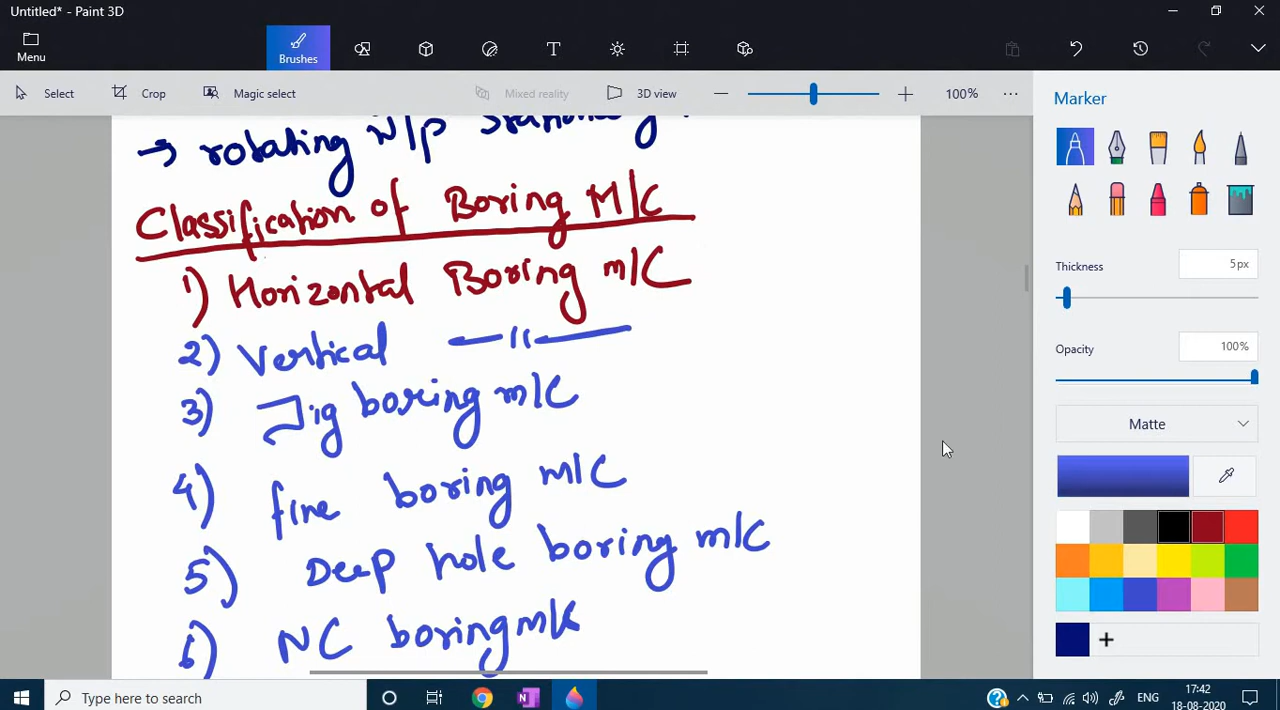 Untitled* - Paint 3D
Menu
Brushes
Select
Crop
Magic select
Mixed reality
3D view
100%
Marker
Thickness
5px
Opacity
100%
Matte
→ rotating w/p stationary
Classification of Boring M/C
1) Horizontal Boring m/C
2) Vertical —11—
3) Jig boring m/C
4) fine boring m/C
5) Deep hole boring m/C
6) NC boring m/c
Type here to search
ENG
17:42
18-08-2020